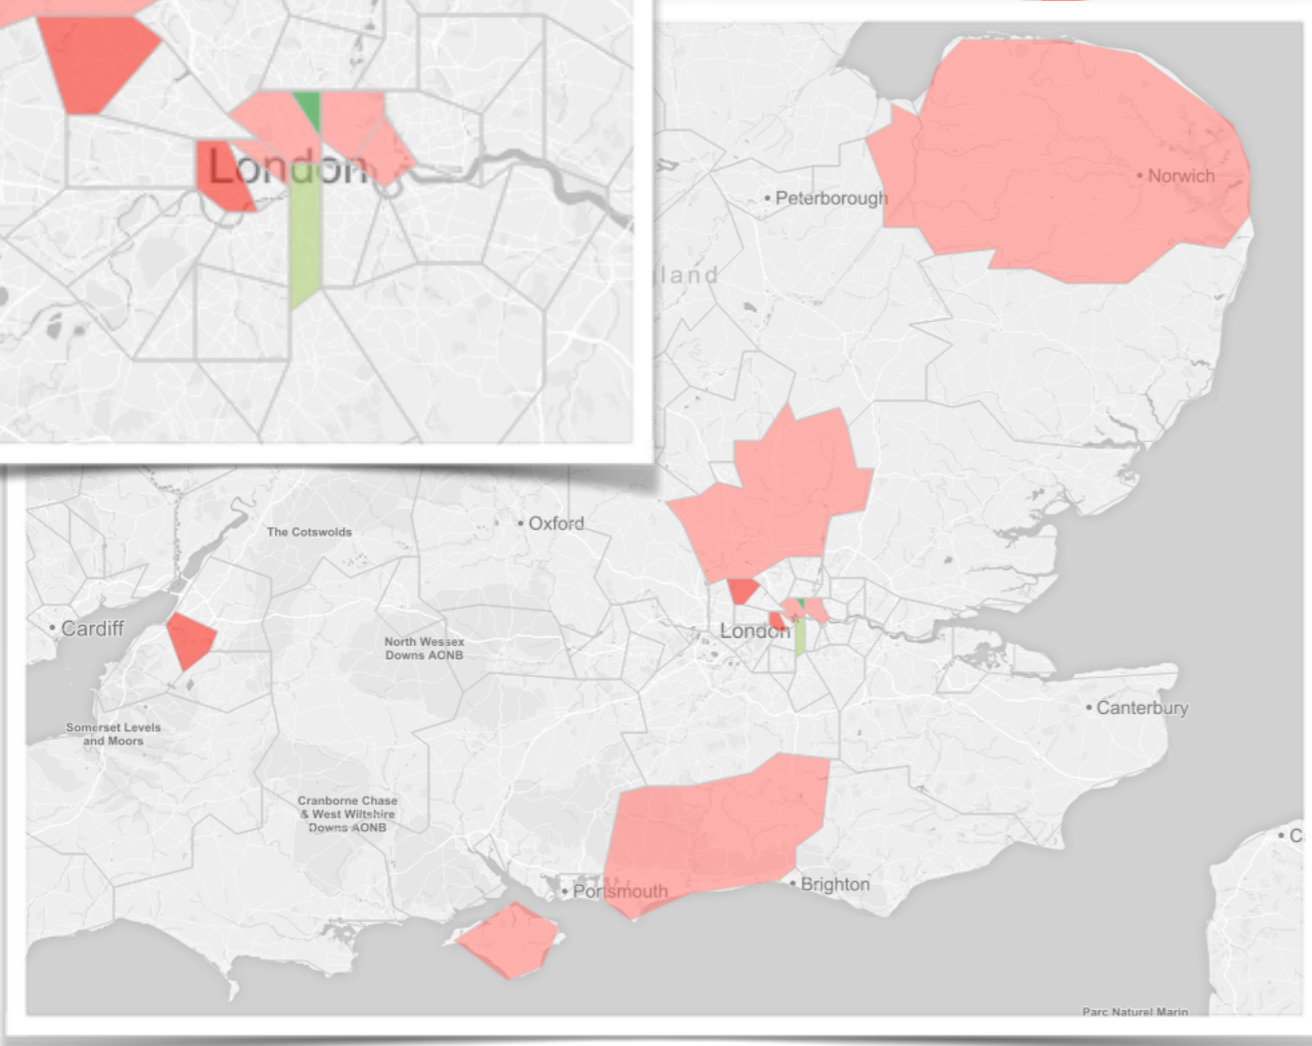 London
Norwich
Peterborough
land
Oxford
The Cotswolds
Cardiff
North Wessex
Downs AONB
London
Somerset Levels
and Moors
Canterbury
Cranborne Chase
& West Wiltshire
Downs AONB
C
Portsmouth
Brighton
Parc Naturel Marin